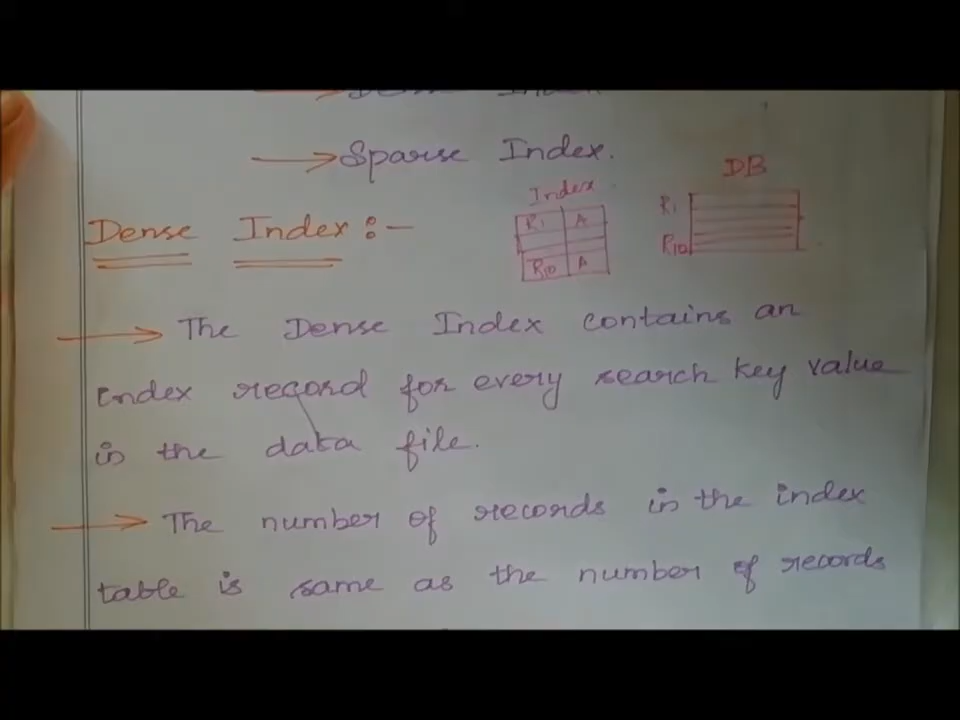 → Dense Index
→ Sparse Index.
DB
Index
R1 A
R1
Dense Index :-
R10
R10 A
→ The Dense Index contains an
index record for every search key value
in the data file.
→ The number of records in the index
table is same as the number of records